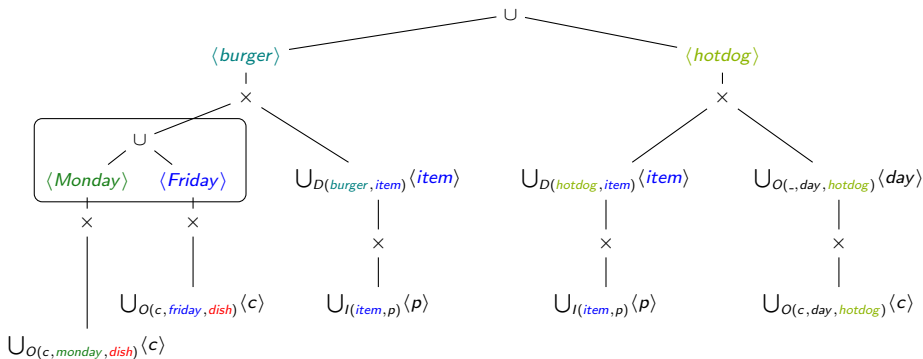 ∪
⟨burger⟩ ⟨hotdog⟩
× ×
∪
⟨Monday⟩ ⟨Friday⟩ ⋃D(burger,item)⟨item⟩ ⋃D(hotdog,item)⟨item⟩ ⋃O(_,day,hotdog)⟨day⟩
× × × × ×
⋃O(c,friday,dish)⟨c⟩ ⋃I(item,p)⟨p⟩ ⋃I(item,p)⟨p⟩ ⋃O(c,day,hotdog)⟨c⟩
⋃O(c,monday,dish)⟨c⟩